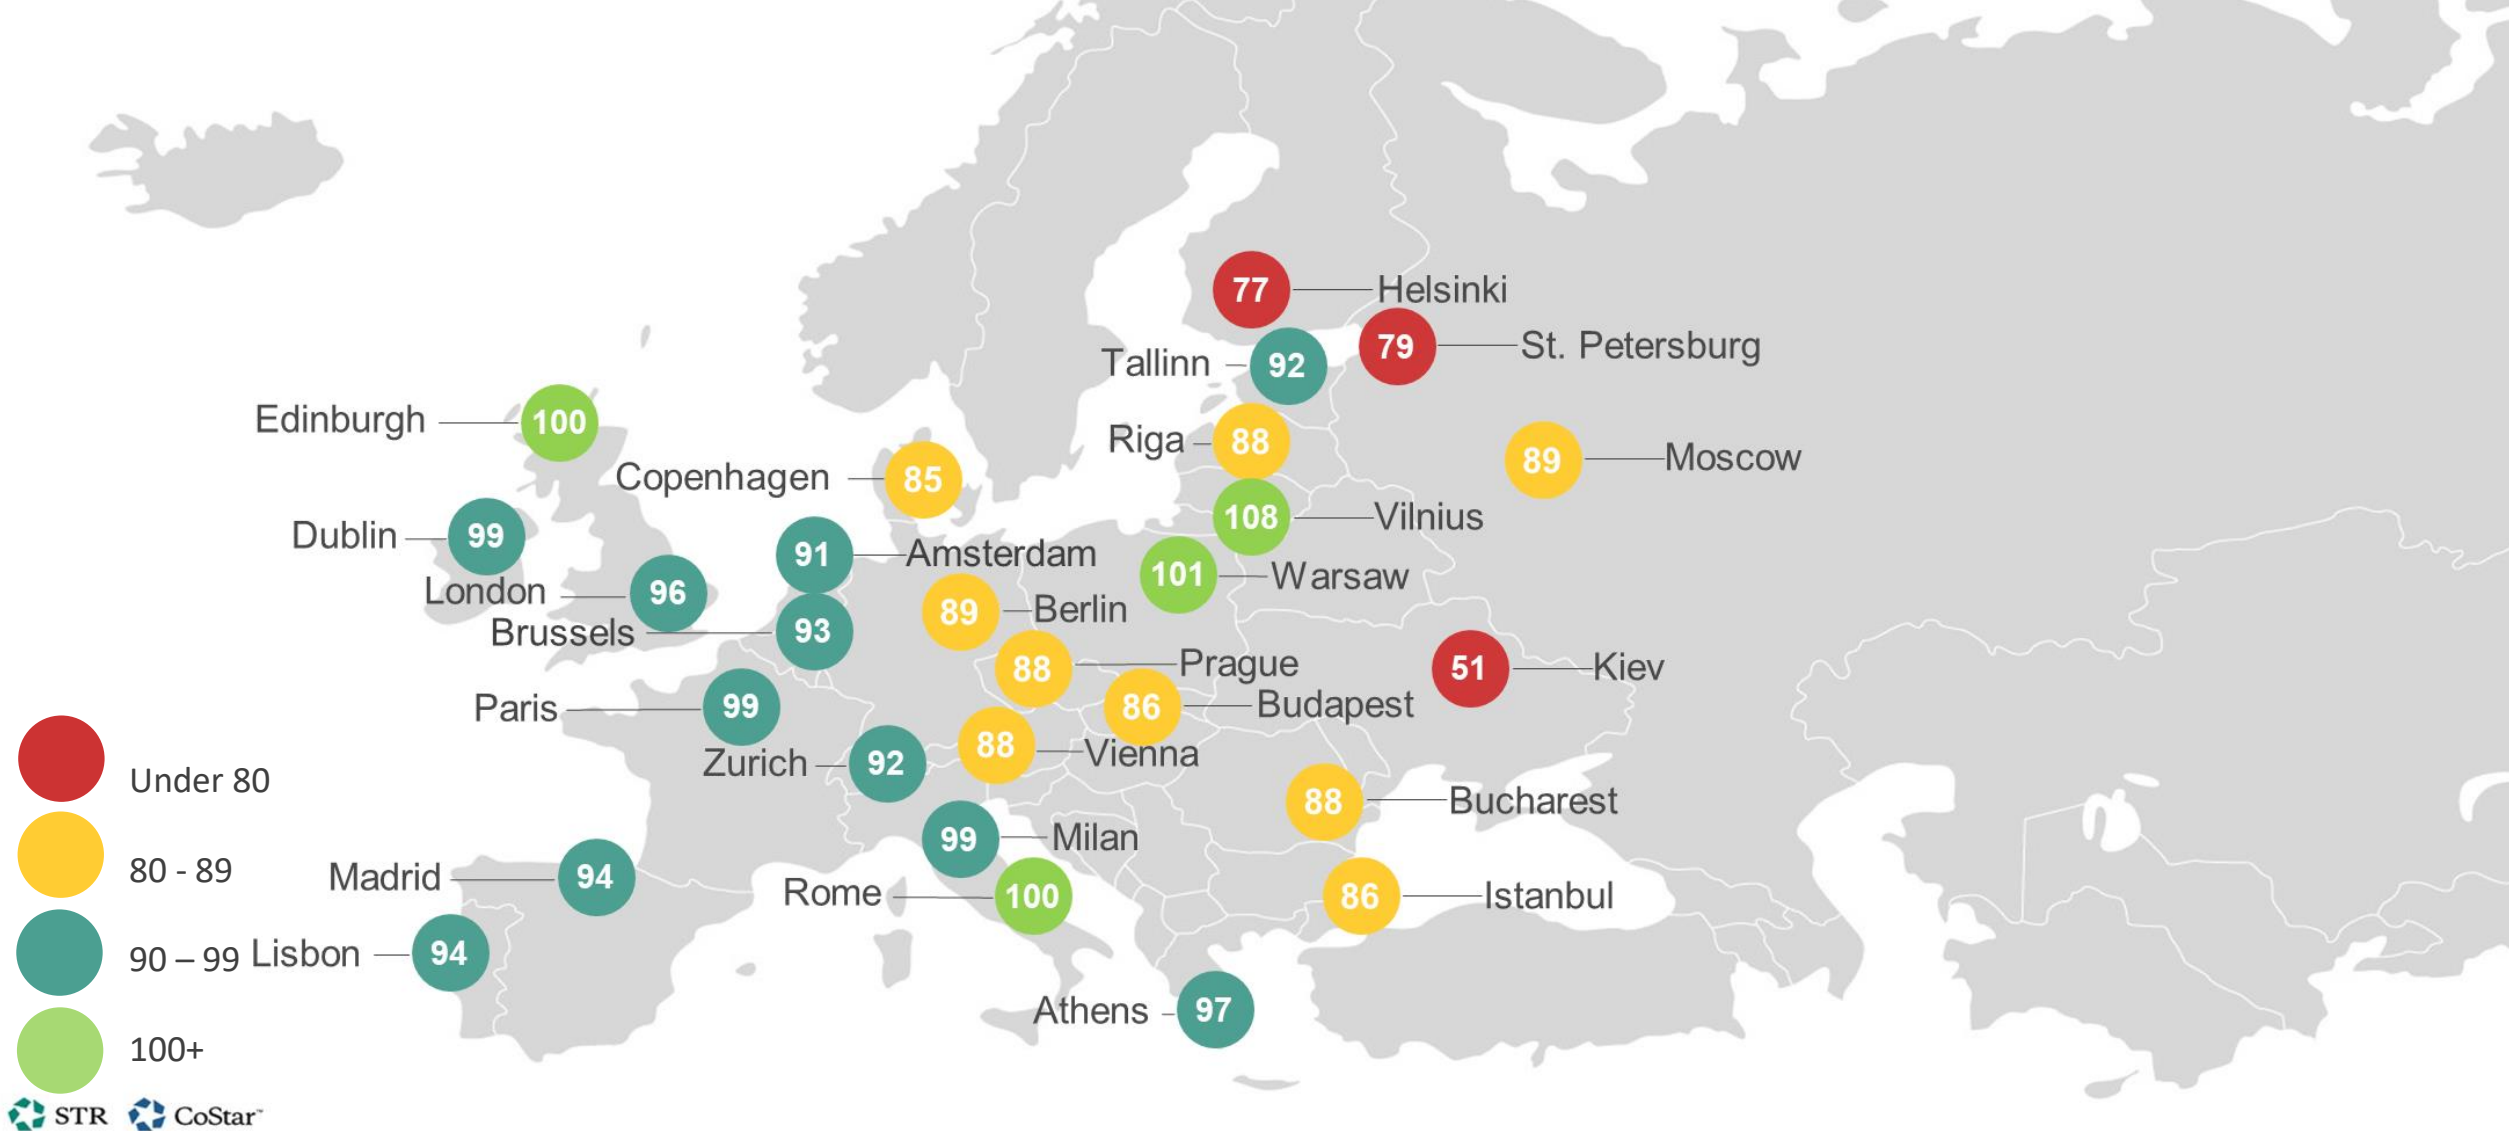 77 Helsinki
79 St. Petersburg
Tallinn 92
Edinburgh 100
Riga 88
89 Moscow
Copenhagen 85
108 Vilnius
Dublin 99
91 Amsterdam
101 Warsaw
London 96
89 Berlin
Brussels 93
88 Prague
51 Kiev
Paris 99
86 Budapest
88 Vienna
Zurich 92
Under 80
88 Bucharest
99 Milan
80 - 89
Madrid 94
Rome 100
86 Istanbul
90 – 99
Lisbon 94
Athens 97
100+
STR CoStar™